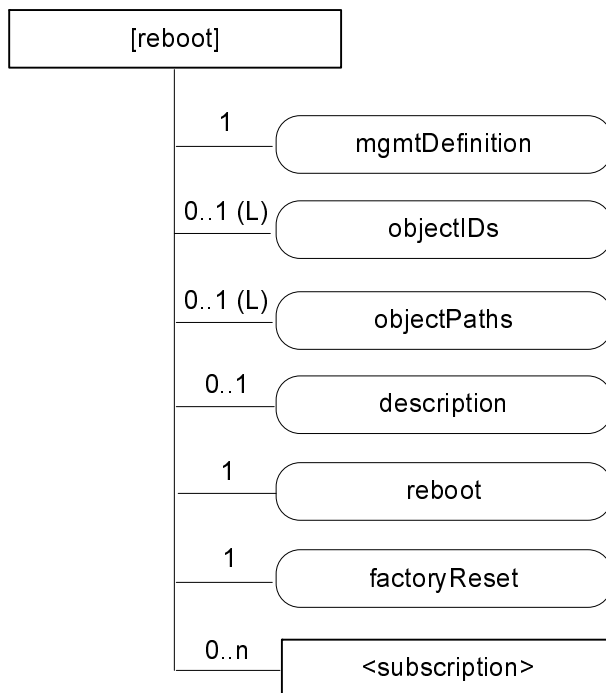 [reboot]
1
mgmtDefinition
0..1 (L)
objectIDs
0..1 (L)
objectPaths
0..1
description
1
reboot
1
factoryReset
0..n
<subscription>